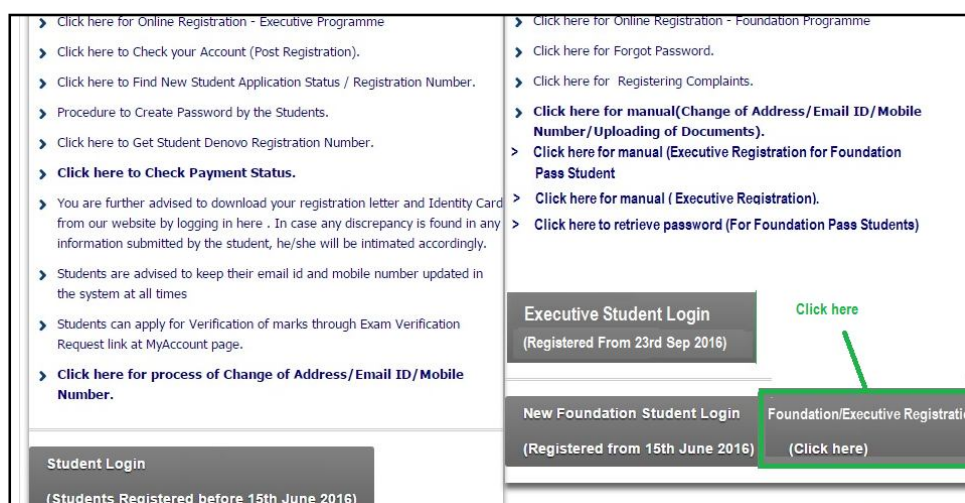 Click here for Online Registration - Executive Programme
Click here to Check your Account (Post Registration).
Click here to Find New Student Application Status / Registration Number.
Procedure to Create Password by the Students.
Click here to Get Student Denovo Registration Number.
Click here to Check Payment Status.
You are further advised to download your registration letter and Identity Card
from our website by logging in here . In case any discrepancy is found in any
information submitted by the student, he/she will be intimated accordingly.
Students are advised to keep their email id and mobile number updated in
the system at all times
Students can apply for Verification of marks through Exam Verification
Request link at MyAccount page.
Click here for process of Change of Address/Email ID/Mobile
Number.
Student Login
(Students Registered before 15th June 2016)
Click here for Online Registration - Foundation Programme
Click here for Forgot Password.
Click here for Registering Complaints.
Click here for manual(Change of Address/Email ID/Mobile
Number/Uploading of Documents).
> Click here for manual (Executive Registration for Foundation
Pass Student
> Click here for manual ( Executive Registration).
> Click here to retrieve password (For Foundation Pass Students)
Executive Student Login
(Registered From 23rd Sep 2016)
Click here
New Foundation Student Login
(Registered from 15th June 2016)
Foundation/Executive Registratio
(Click here)